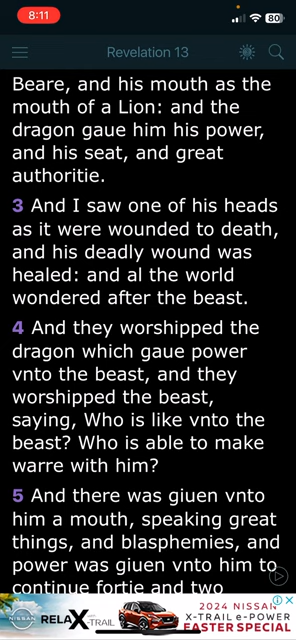 8:11
80
Revelation 13
Beare, and his mouth as the
mouth of a Lion: and the
dragon gaue him his power,
and his seat, and great
authoritie.
3 And I saw one of his heads
as it were wounded to death,
and his deadly wound was
healed: and al the world
wondered after the beast.
4 And they worshipped the
dragon which gaue power
vnto the beast, and they
worshipped the beast,
saying, Who is like vnto the
beast? Who is able to make
warre with him?
5 And there was giuen vnto
him a mouth, speaking great
things, and blasphemies, and
power was giuen vnto him to
continue fortie and two
NISSAN
RELAX-TRAIL
2024 NISSAN
X-TRAIL e-POWER
EASTER SPECIAL